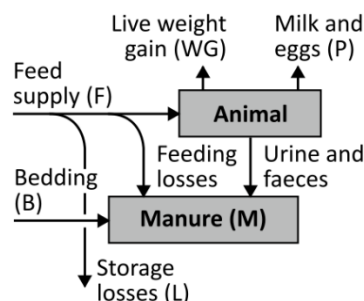 Live weight
gain (WG)
Milk and
eggs (P)
Feed
supply (F)
Animal
Feeding
losses
Urine and
faeces
Bedding
(B)
Manure (M)
Storage
losses (L)